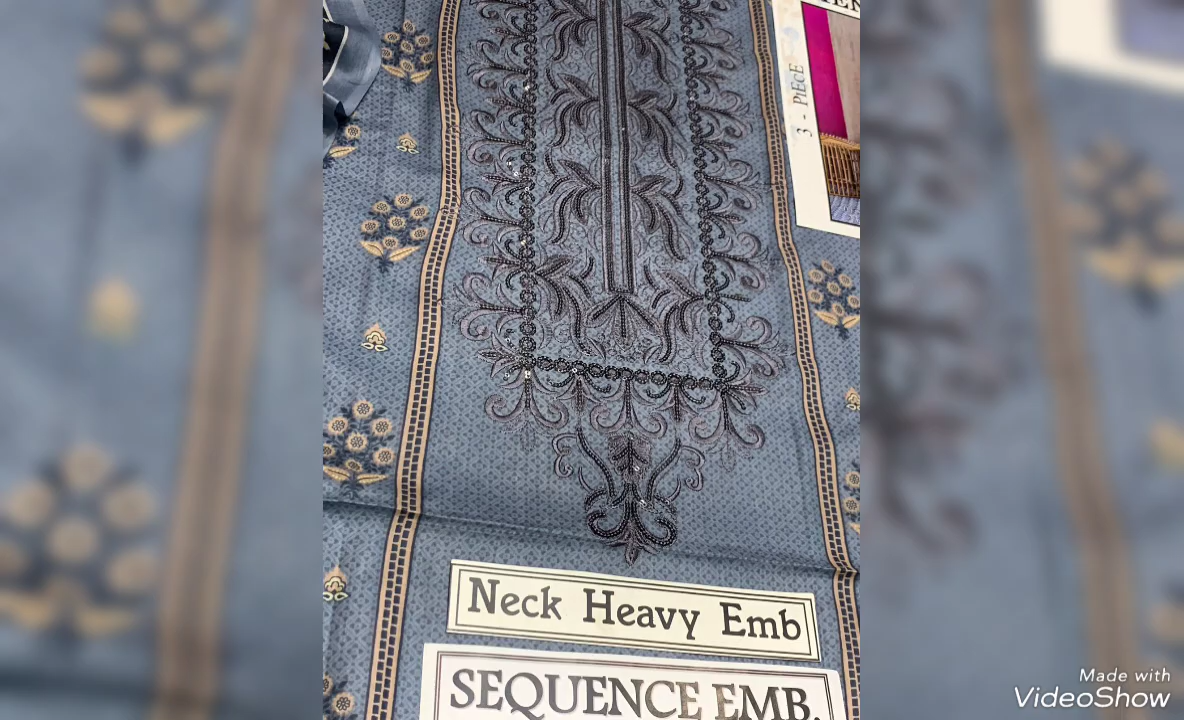 3 - PiEcE
Neck Heavy Emb
SEQUENCE EMB.
Made with
VideoShow